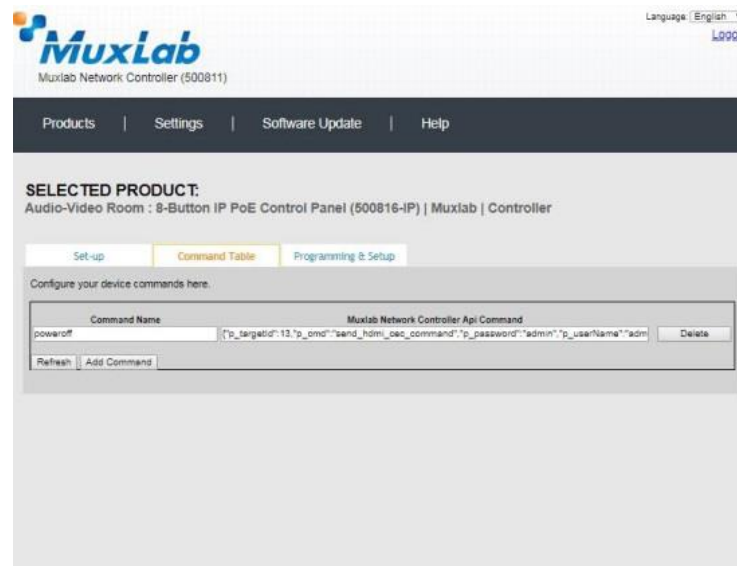 Language: English
Logo
MuxLab
Muxlab Network Controller (500811)
Products | Settings | Software Update | Help
SELECTED PRODUCT:
Audio-Video Room : 8-Button IP PoE Control Panel (500816-IP) | Muxlab | Controller
Set-up Command Table Programming & Setup
Configure your device commands here.
Command Name Muxlab Network Controller Api Command
poweroff {"p_targetId":13,"p_cmd":"send_hdmi_cec_command","p_password":"admin","p_userName":"adm Delete
Refresh Add Command